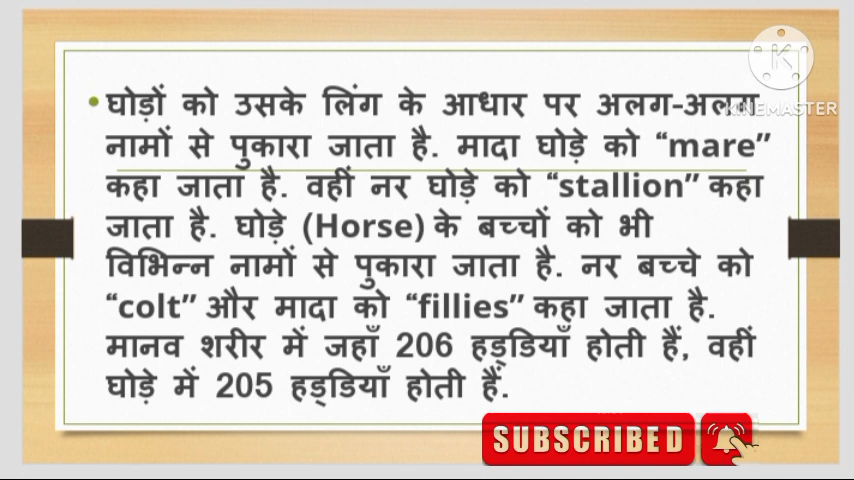 • घोड़ों को उसके लिंग के आधार पर अलग-अलग
नामों से पुकारा जाता है. मादा घोड़े को “mare”
कहा जाता है. वहीं नर घोड़े को “stallion” कहा
जाता है. घोड़े (Horse) के बच्चों को भी
विभिन्न नामों से पुकारा जाता है. नर बच्चे को
“colt” और मादा को “fillies” कहा जाता है.
मानव शरीर में जहाँ 206 हड्डियाँ होती हैं, वहीं
घोड़े में 205 हड्डियाँ होती हैं.
K
KINEMASTER
SUBSCRIBED